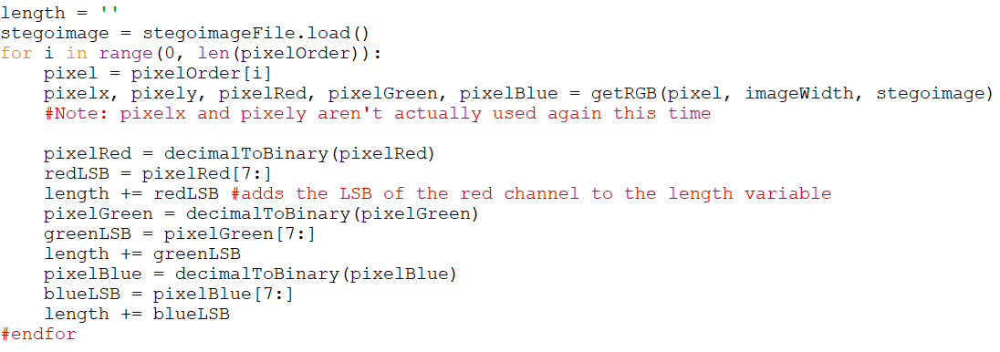 length = ''
stegoimage = stegoimageFile.load()
for i in range(0, len(pixelOrder)):
    pixel = pixelOrder[i]
    pixelx, pixely, pixelRed, pixelGreen, pixelBlue = getRGB(pixel, imageWidth, stegoimage)
    #Note: pixelx and pixely aren't actually used again this time

    pixelRed = decimalToBinary(pixelRed)
    redLSB = pixelRed[7:]
    length += redLSB #adds the LSB of the red channel to the length variable
    pixelGreen = decimalToBinary(pixelGreen)
    greenLSB = pixelGreen[7:]
    length += greenLSB
    pixelBlue = decimalToBinary(pixelBlue)
    blueLSB = pixelBlue[7:]
    length += blueLSB
#endfor